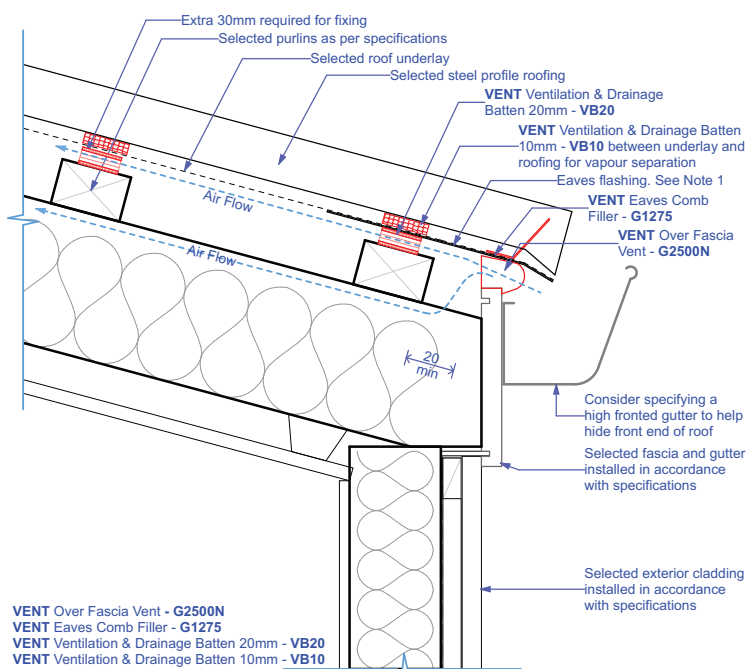 Extra 30mm required for fixing
Selected purlins as per specifications
Selected roof underlay
Selected steel profile roofing
VENT Ventilation & Drainage
Batten 20mm - VB20
VENT Ventilation & Drainage Batten
10mm - VB10 between underlay and
roofing for vapour separation
Eaves flashing. See Note 1
VENT Eaves Comb
Filler - G1275
VENT Over Fascia
Vent - G2500N
Air Flow
Air Flow
20
min
Consider specifying a
high fronted gutter to help
hide front end of roof
Selected fascia and gutter
installed in accordance
with specifications
Selected exterior cladding
installed in accordance
with specifications
VENT Over Fascia Vent - G2500N
VENT Eaves Comb Filler - G1275
VENT Ventilation & Drainage Batten 20mm - VB20
VENT Ventilation & Drainage Batten 10mm - VB10